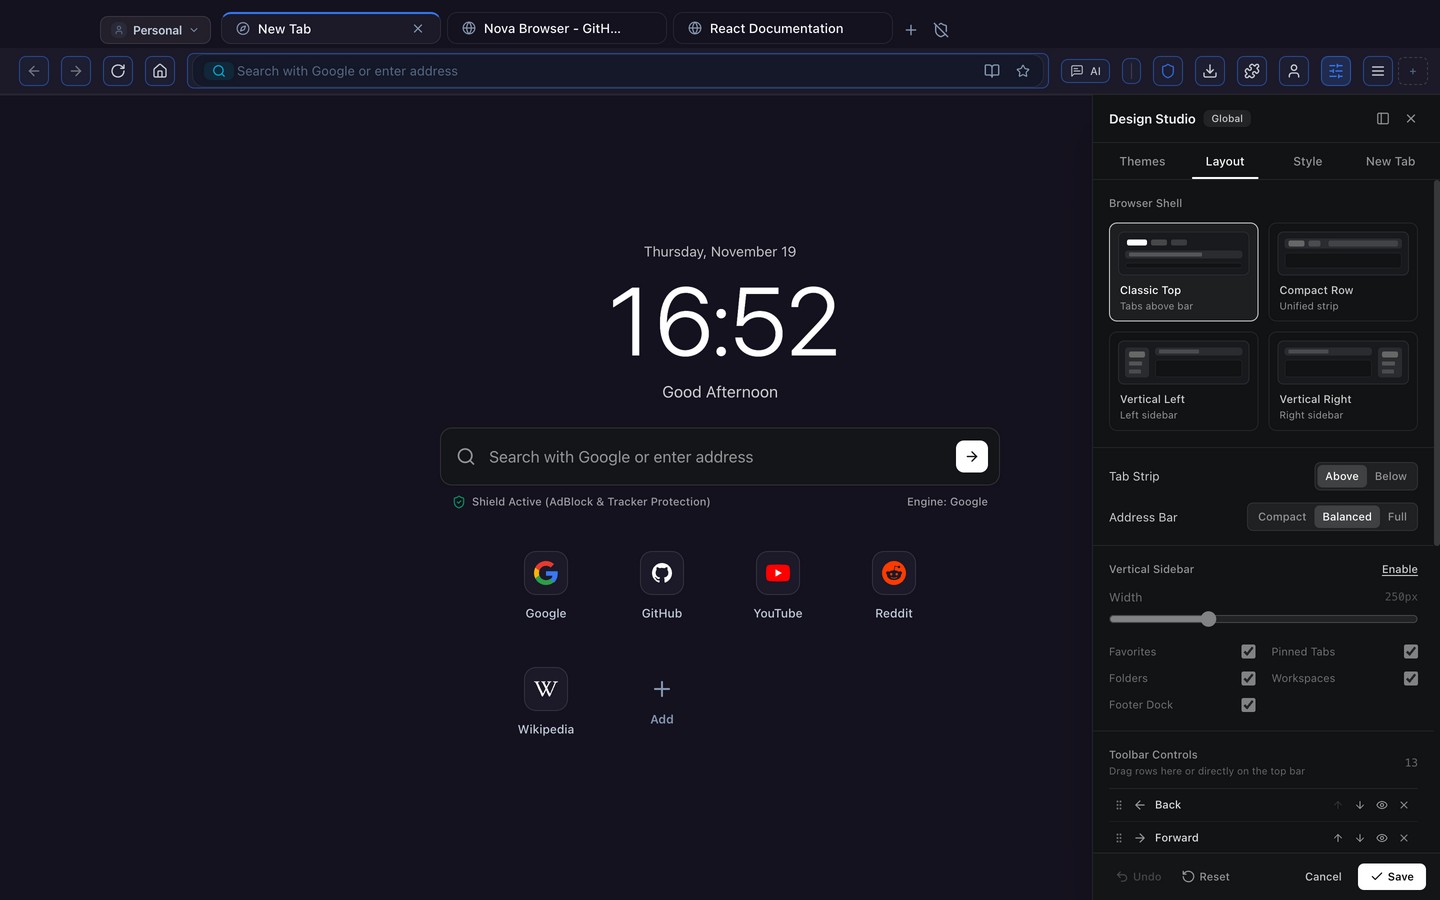 Personal
New Tab
Nova Browser - GitH...
React Documentation
Search with Google or enter address
AI
Design Studio
Global
Themes
Layout
Style
New Tab
Browser Shell
Classic Top
Tabs above bar
Compact Row
Unified strip
Vertical Left
Left sidebar
Vertical Right
Right sidebar
Tab Strip
Above
Below
Address Bar
Compact
Balanced
Full
Vertical Sidebar
Enable
Width
250px
Favorites
Pinned Tabs
Folders
Workspaces
Footer Dock
Toolbar Controls
13
Drag rows here or directly on the top bar
Back
Forward
Undo
Reset
Cancel
Save
Thursday, November 19
16:52
Good Afternoon
Search with Google or enter address
Shield Active (AdBlock & Tracker Protection)
Engine: Google
Google
GitHub
YouTube
Reddit
W
Wikipedia
Add